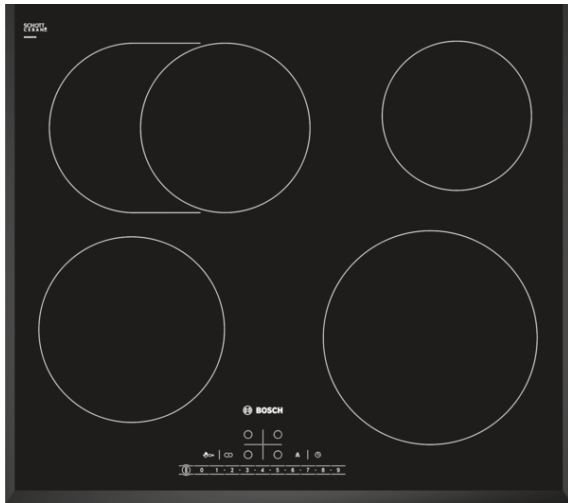 SCHOTT
CERAN®
BOSCH
A
0 1 · 2 · 3 · 4 · 5 · 6 · 7 · 8 · 9